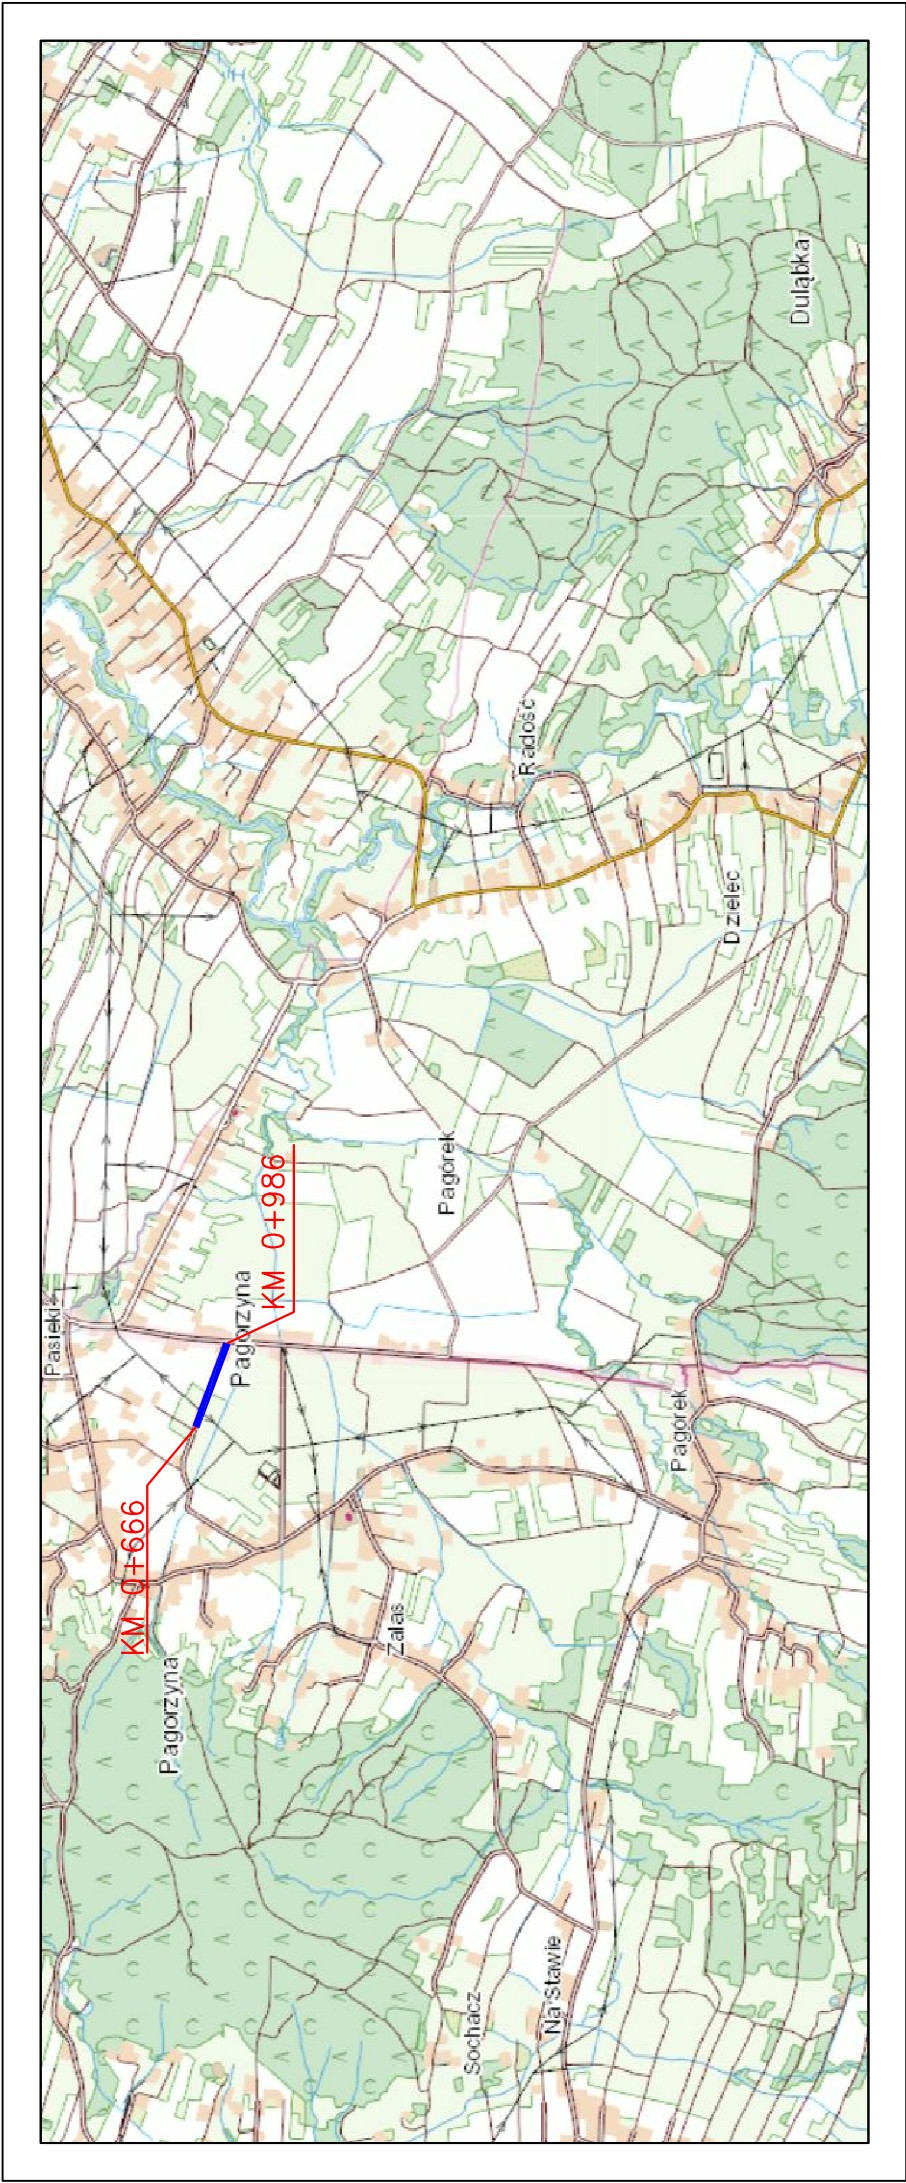 Pasieki
KM 0+666
Pagorzyna
Pagorzyna
KM 0+986
Zalas
Pagórek
Sochacz
Radość
Na Stawie
Pagórek
Dzielec
Duląbka